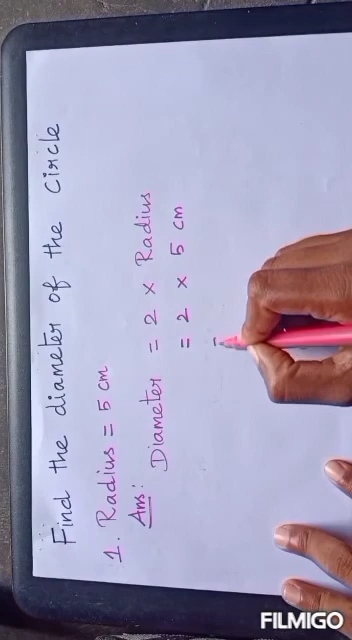 Find the diameter of the circle
1. Radius = 5 cm
Ans:
Diameter = 2 x Radius
= 2 x 5 cm
FILMIGO